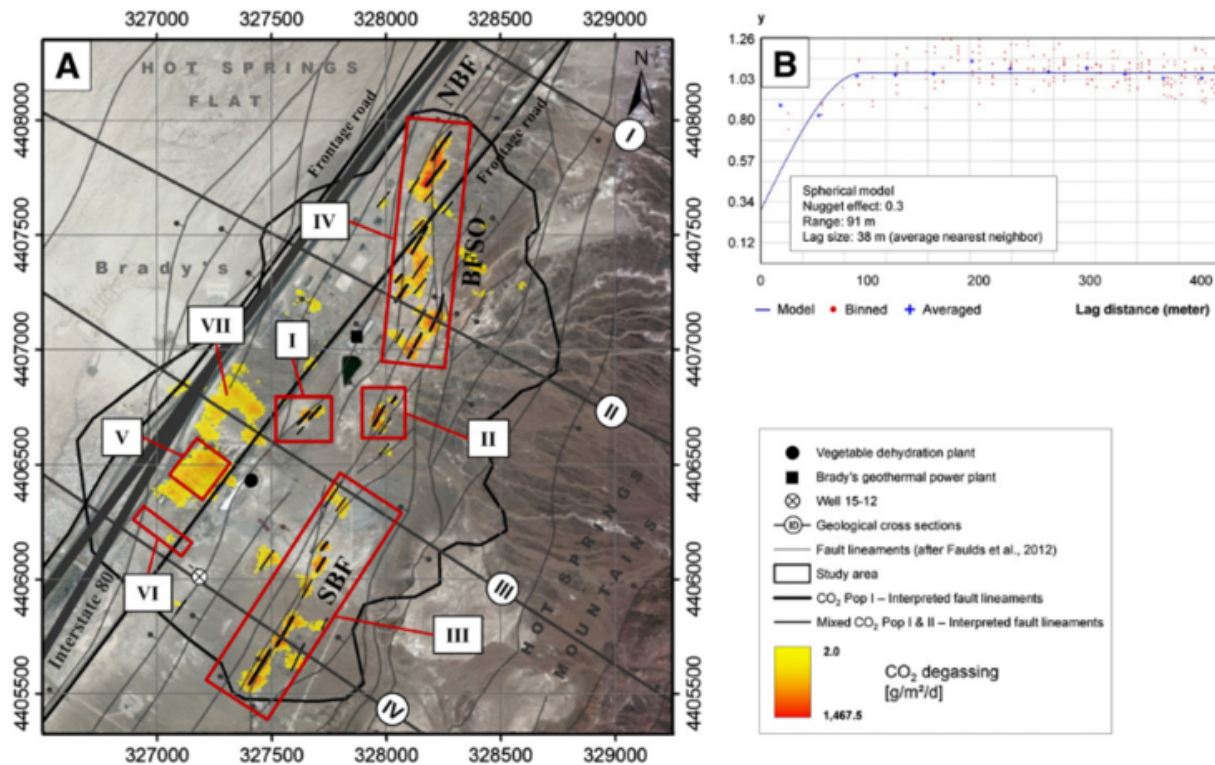 327000 327500 328000 328500 329000
A
HOT SPRINGS
FLAT
NBF
Frontage road
Frontage road
N
I
IV
BFSO
Brady's
VII
I
II
V
II
SBF
HOT SPRINGS
MOUNTAINS
III
VI
III
Interstate 80
IV
4408000
4407500
4407000
4406500
4406000
4405500
4408000
4407500
4407000
4406500
4406000
4405500
327000 327500 328000 328500 329000
y
B
1.26
1.03
0.80
0.57
0.34
0.12
Spherical model
Nugget effect: 0.3
Range: 91 m
Lag size: 38 m (average nearest neighbor)
0 100 200 300 400
Model Binned Averaged Lag distance (meter)
Vegetable dehydration plant
Brady's geothermal power plant
Well 15-12
ID Geological cross sections
Fault lineaments (after Faulds et al., 2012)
Study area
CO₂ Pop I – Interpreted fault lineaments
Mixed CO₂ Pop I & II – Interpreted fault lineaments
2.0
CO₂ degassing
[g/m²/d]
1,467.5